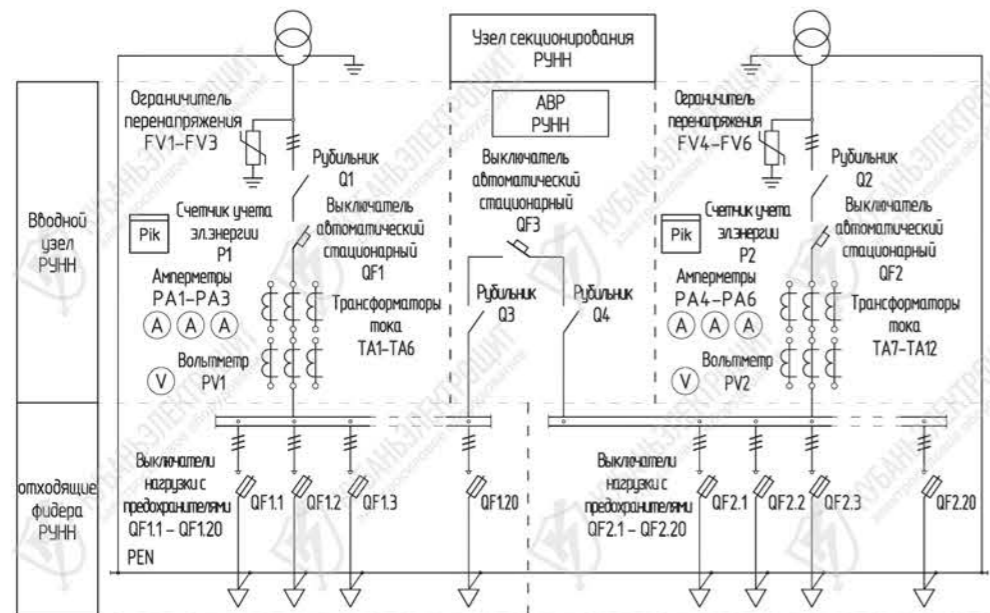 Узел секционирования
РУНН
АВР
РУНН
Вводной
узел
РУНН
отходящие
фидера
РУНН
Ограничитель
перенапряжения
FV1-FV3
Рубильник
Q1
Счетчик учета
эл.энергии
P1
Pik
Выключатель
автоматический
стационарный
QF1
Амперметры
PA1-PA3
A A A
Трансформаторы
тока
TA1-TA6
Вольтметр
PV1
V
Выключатель
автоматический
стационарный
QF3
Рубильник
Q3
Рубильник
Q4
Ограничитель
перенапряжения
FV4-FV6
Рубильник
Q2
Счетчик учета
эл.энергии
P2
Pik
Выключатель
автоматический
стационарный
QF2
Амперметры
PA4-PA6
A A A
Трансформаторы
тока
TA7-TA12
Вольтметр
PV2
V
Выключатели
нагрузки с
предохранителями
QF1.1 - QF1.20
PEN
QF1.1 QF1.2 QF1.3 QF1.20
Выключатели
нагрузки с
предохранителями
QF2.1 - QF2.20
QF2.1 QF2.2 QF2.3 QF2.20
КУБАНЬЭЛЕКТРОЩИТ